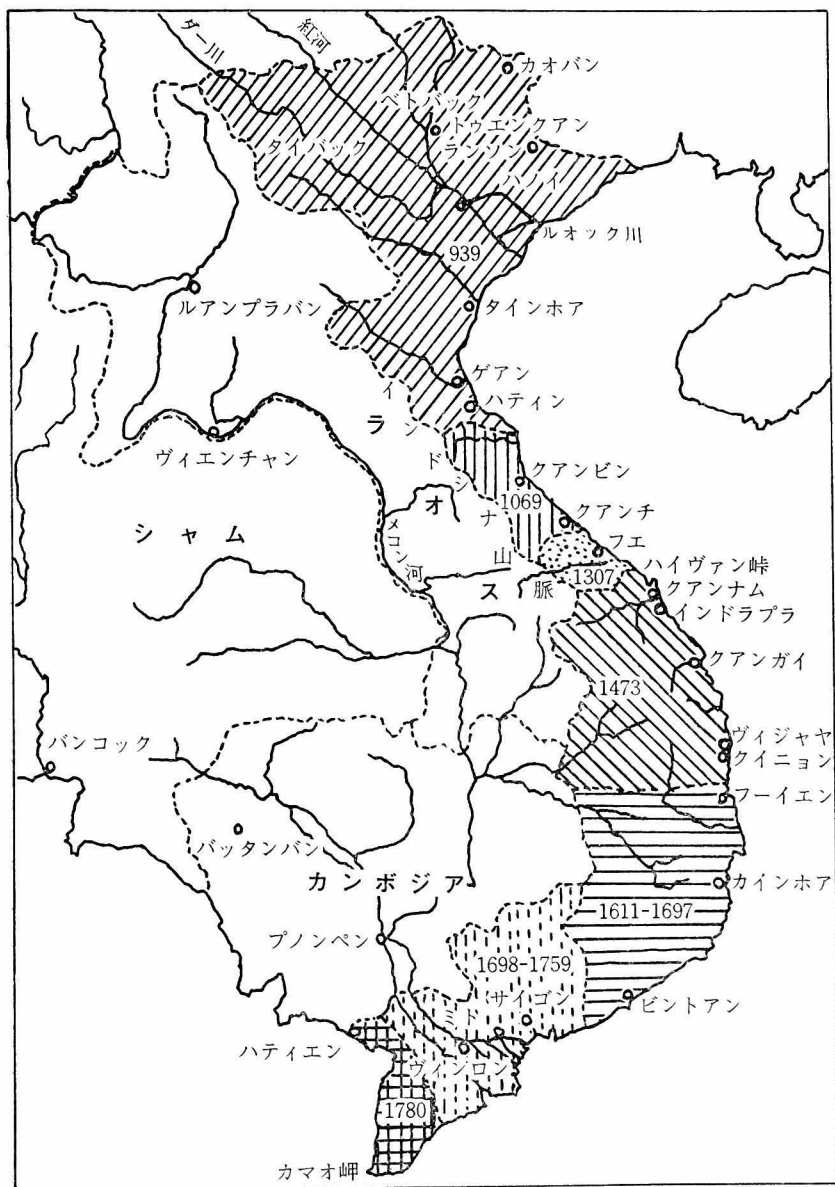 ダー川
紅河
カオバン
ベトバック
トゥエンクアン
タイバック
ランソン
ハノイ
ルオック川
939
ルアンプラバン
タインホア
ゲアン
ハティン
インドシナ山脈
ラオス
ヴィエンチャン
クアンビン
1069
クアンチ
シャム
メコン河
フエ
1307
ハイヴァン峠
クアンナム
インドラプラ
クアンガイ
1473
ヴィジャヤ
バンコック
クイニョン
フーイエン
バッタンバン
カンボジア
カインホア
1611-1697
プノンペン
1698-1759
サイゴン
ミト
ビントアン
ハティエン
ヴィンロン
1780
カマオ岬